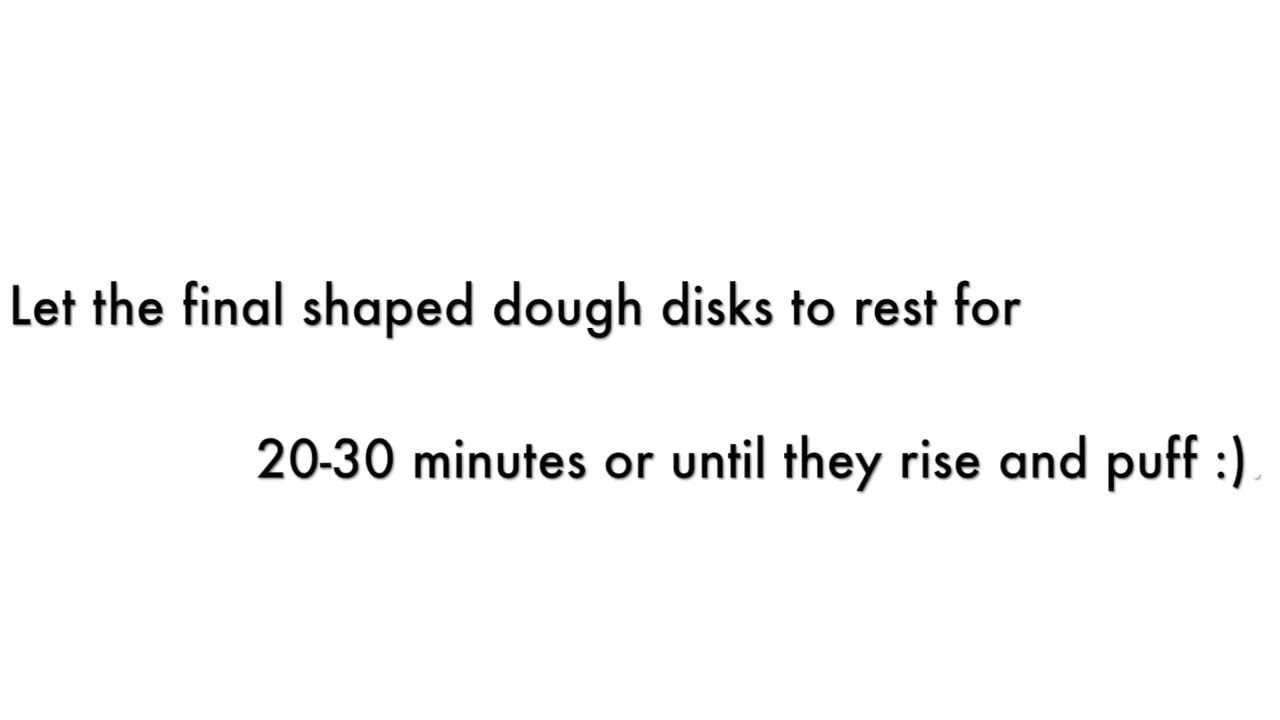 Let the final shaped dough disks to rest for
20-30 minutes or until they rise and puff :).